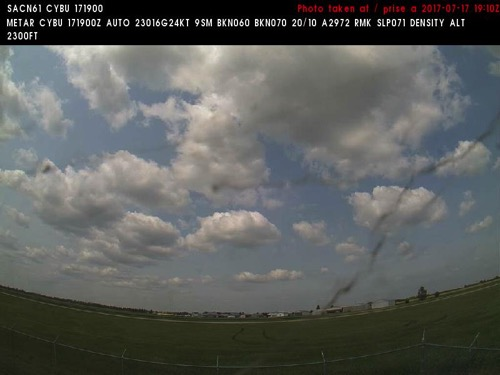 SACN61 CYBU 171900
Photo taken at / prise a 2017-07-17 19:10Z
METAR CYBU 171900Z AUTO 23016G24KT 9SM BKN060 BKN070 20/10 A2972 RMK SLP071 DENSITY ALT
2300FT